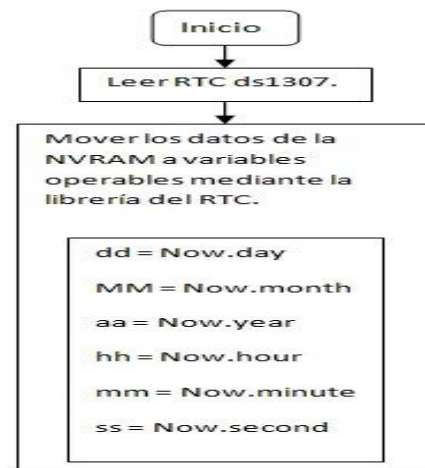 Inicio
Leer RTC ds1307.
Mover los datos de la
NVRAM a variables
operables mediante la
librería del RTC.
dd = Now.day
MM = Now.month
aa = Now.year
hh = Now.hour
mm = Now.minute
ss = Now.second